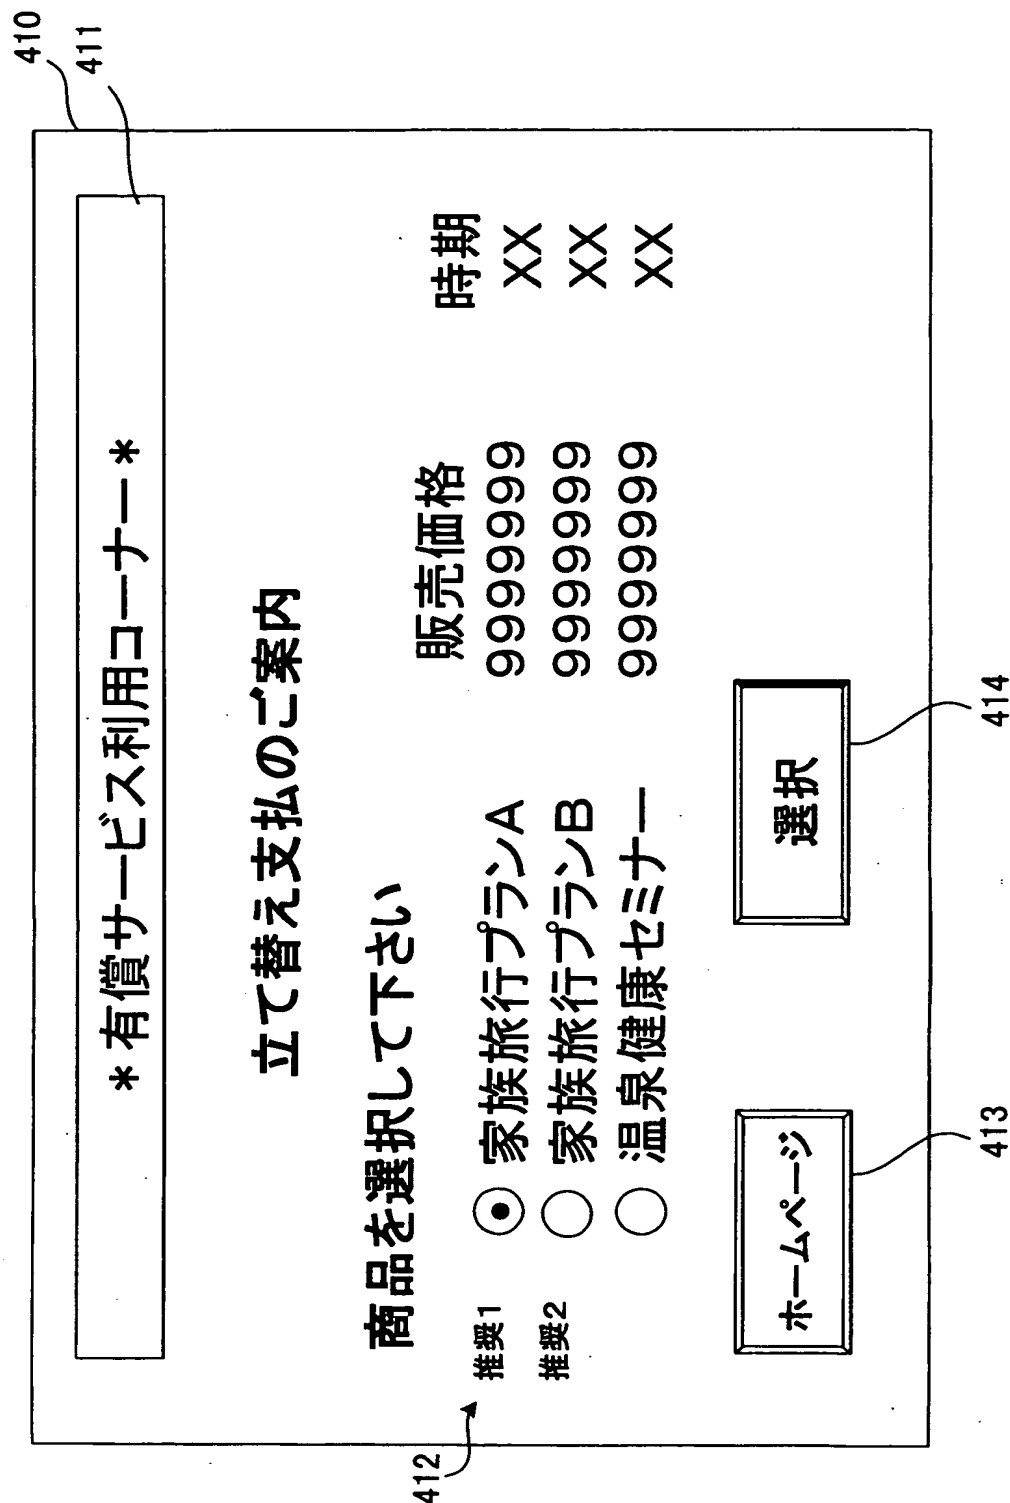 410
411
＊有償サービス利用コーナー＊
立て替え支払のご案内
商品を選択して下さい
販売価格 時期
412
推奨1 家族旅行プランA 9999999 XX
推奨2 家族旅行プランB 9999999 XX
温泉健康セミナー 9999999 XX
ホームページ 選択
413 414